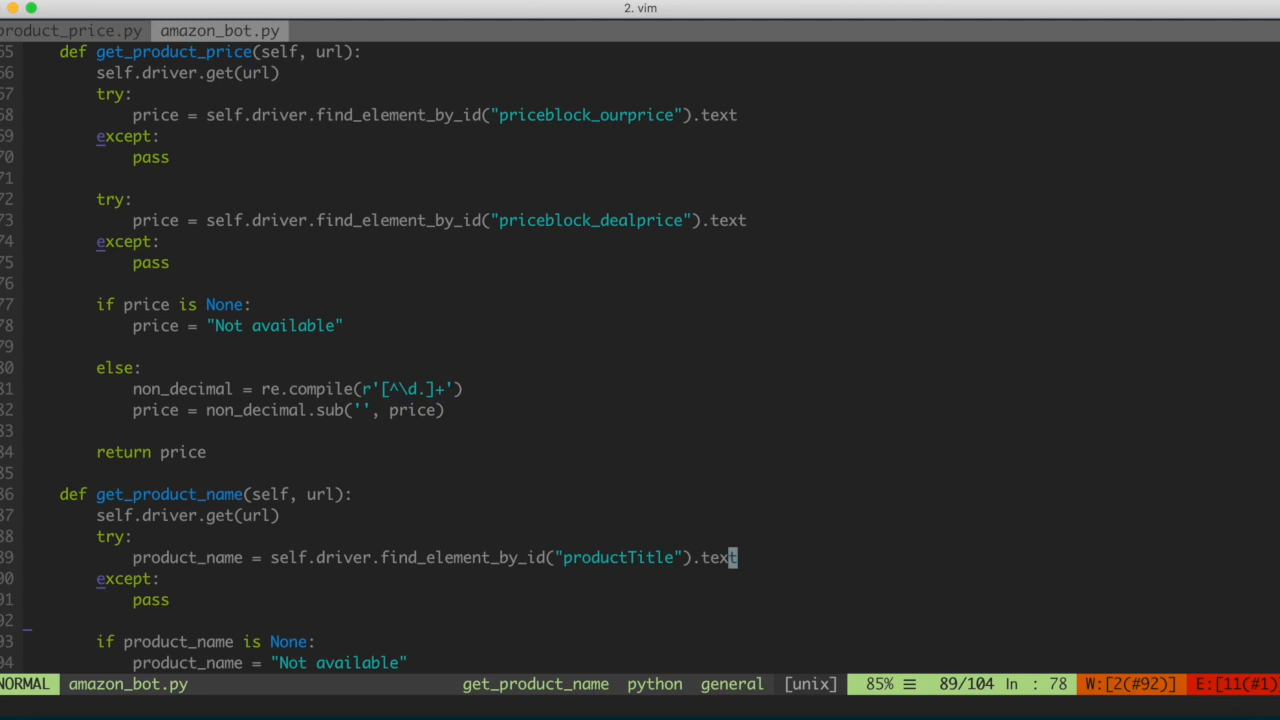 2. vim
product_price.py amazon_bot.py
65 def get_product_price(self, url):
66 self.driver.get(url)
67 try:
68 price = self.driver.find_element_by_id("priceblock_ourprice").text
69 except:
70 pass
71
72 try:
73 price = self.driver.find_element_by_id("priceblock_dealprice").text
74 except:
75 pass
76
77 if price is None:
78 price = "Not available"
79
80 else:
81 non_decimal = re.compile(r'[^\d.]+')
82 price = non_decimal.sub('', price)
83
84 return price
85
86 def get_product_name(self, url):
87 self.driver.get(url)
88 try:
89 product_name = self.driver.find_element_by_id("productTitle").text
90 except:
91 pass
92
93 if product_name is None:
94 product_name = "Not available"
NORMAL amazon_bot.py get_product_name python general [unix] 85% ☰ 89/104 ln : 78 W:[2(#92)] E:[11(#1)